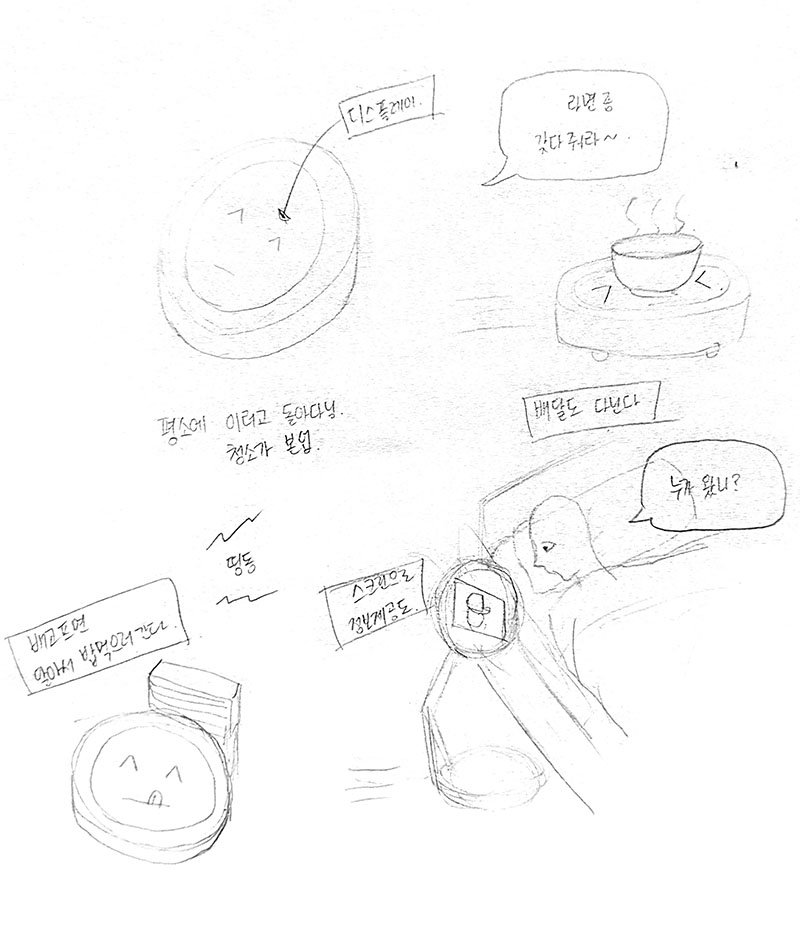 디스플레이.
라면 좀
갖다 줘라~.
평소에 이러고 돌아다님.
청소가 본업.
배달도 다닌다
누가 왔니?
띵동
스크린으로
정보제공도.
배고프면
알아서 밥먹으러 간다.